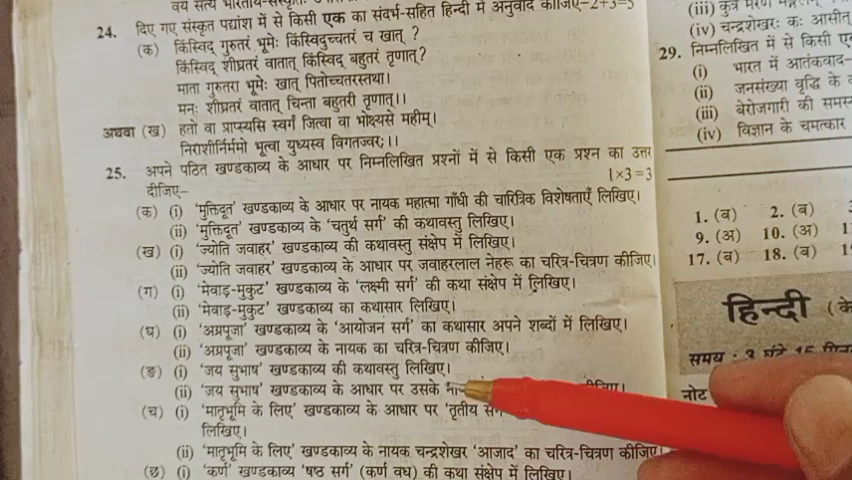 वय सत्य भारतीय-संस्कृतेः
24. दिए गए संस्कृत पद्यांश में से किसी एक का संदर्भ-सहित हिन्दी में अनुवाद कीजिए-2+3=5
(क) किंस्विद् गुरुतरं भूमेः किंस्विदुच्चतरं च खात् ?
किंस्विद् शीघ्रतरं वातात् किंस्विद् बहुतरं तृणात्?
माता गुरुतरा भूमेः खात् पितोच्चतरस्तथा।
मनः शीघ्रतरं वातात् चिन्ता बहुतरी तृणात्।।
अथवा (ख) हतो वा प्राप्स्यसि स्वर्गं जित्वा वा भोक्ष्यसे महीम्।
निराशीर्निर्ममो भूत्वा युध्यस्व विगतज्वरः।।
25. अपने पठित खण्डकाव्य के आधार पर निम्नलिखित प्रश्नों में से किसी एक प्रश्न का उत्तर
दीजिए- 1×3=3
(क) (i) 'मुक्तिदूत' खण्डकाव्य के आधार पर नायक महात्मा गाँधी की चारित्रिक विशेषताएँ लिखिए।
(ii) 'मुक्तिदूत' खण्डकाव्य के 'चतुर्थ सर्ग' की कथावस्तु लिखिए।
(ख) (i) 'ज्योति जवाहर' खण्डकाव्य की कथावस्तु संक्षेप में लिखिए।
(ii) 'ज्योति जवाहर' खण्डकाव्य के आधार पर जवाहरलाल नेहरू का चरित्र-चित्रण कीजिए।
(ग) (i) 'मेवाड़-मुकुट' खण्डकाव्य के 'लक्ष्मी सर्ग' की कथा संक्षेप में लिखिए।
(ii) 'मेवाड़-मुकुट' खण्डकाव्य का कथासार लिखिए।
(घ) (i) 'अग्रपूजा' खण्डकाव्य के 'आयोजन सर्ग' का कथासार अपने शब्दों में लिखिए।
(ii) 'अग्रपूजा' खण्डकाव्य के नायक का चरित्र-चित्रण कीजिए।
(ङ) (i) 'जय सुभाष' खण्डकाव्य की कथावस्तु लिखिए।
(ii) 'जय सुभाष' खण्डकाव्य के आधार पर उसके
(च) (i) 'मातृभूमि के लिए' खण्डकाव्य के आधार पर 'तृतीय
लिखिए।
(ii) 'मातृभूमि के लिए' खण्डकाव्य के नायक चन्द्रशेखर 'आजाद' का चरित्र-चित्रण कीजिए।
(छ) (i) 'कर्ण' खण्डकाव्य 'षष्ठ सर्ग' (कर्ण वध) की कथा संक्षेप में लिखिए।
(iii) कुत्र मरणं
(iv) चन्द्रशेखरः कः आसीत्
29. निम्नलिखित में से किसी
(i) भारत में आतंकवाद-
(ii) जनसंख्या वृद्धि के
(iii) बेरोजगारी की
(iv) विज्ञान के चमत्कार
1. (ब) 2. (ब)
9. (अ) 10. (अ)
17. (ब) 18. (ब)
हिन्दी
समय : 3 घंटे 15
नोट